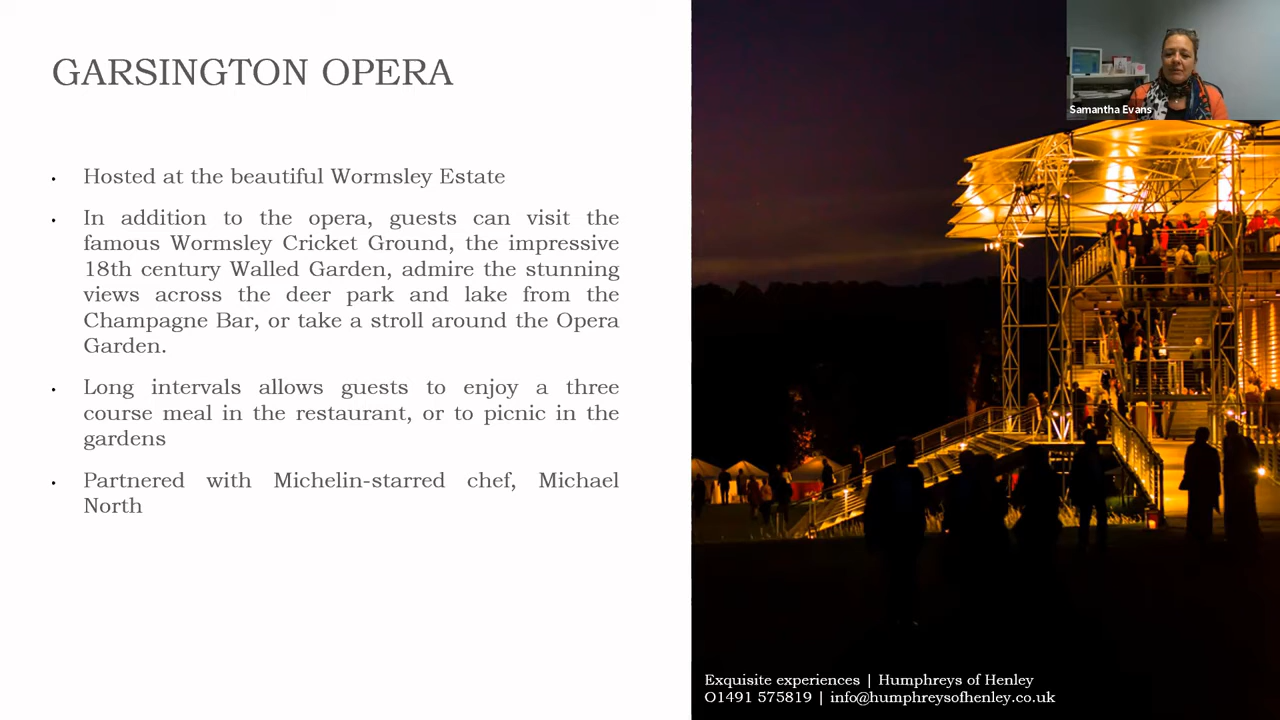 GARSINGTON OPERA
• Hosted at the beautiful Wormsley Estate
• In addition to the opera, guests can visit the
famous Wormsley Cricket Ground, the impressive
18th century Walled Garden, admire the stunning
views across the deer park and lake from the
Champagne Bar, or take a stroll around the Opera
Garden.
• Long intervals allows guests to enjoy a three
course meal in the restaurant, or to picnic in the
gardens
• Partnered with Michelin-starred chef, Michael
North
Samantha Evans
Exquisite experiences | Humphreys of Henley
O1491 575819 | info@humphreysofhenley.co.uk